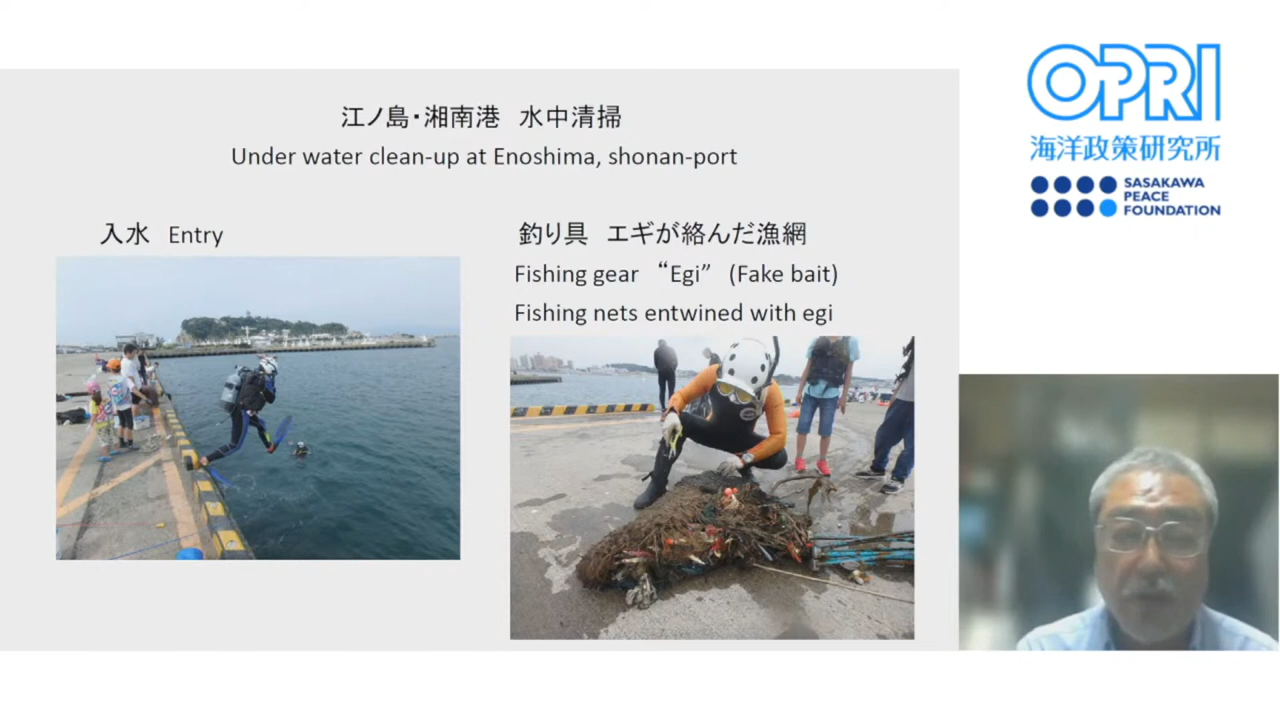 江ノ島・湘南港　水中清掃
Under water clean-up at Enoshima, shonan-port
入水　Entry
釣り具　エギが絡んだ漁網
Fishing gear “Egi” (Fake bait)
Fishing nets entwined with egi
OPRI
海洋政策研究所
SASAKAWA
PEACE
FOUNDATION